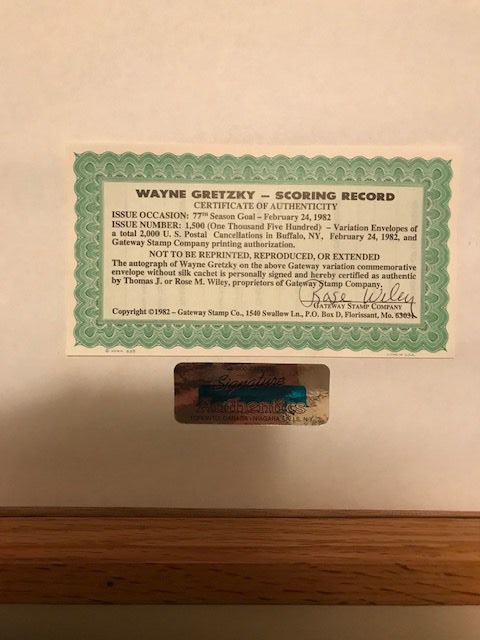 WAYNE GRETZKY – SCORING RECORD
CERTIFICATE OF AUTHENTICITY
ISSUE OCCASION: 77TH Season Goal – February 24, 1982
ISSUE NUMBER: 1,500 (One Thousand Five Hundred) – Variation Envelopes of
a total 2,000 U. S. Postal Cancellations in Buffalo, NY, February 24, 1982, and
Gateway Stamp Company printing authorization.
NOT TO BE REPRINTED, REPRODUCED, OR EXTENDED
The autograph of Wayne Gretzky on the above Gateway variation commemorative
envelope without silk cachet is personally signed and hereby certified as authentic
by Thomas J. or Rose M. Wiley, proprietors of Gateway Stamp Company.
Rose Wiley
GATEWAY STAMP COMPANY
Copyright ©1982 – Gateway Stamp Co., 1540 Swallow Ln., P.O. Box D, Florissant, Mo.
Signature
Authentics
TORONTO, CANADA • NIAGARA FALLS, N.Y.